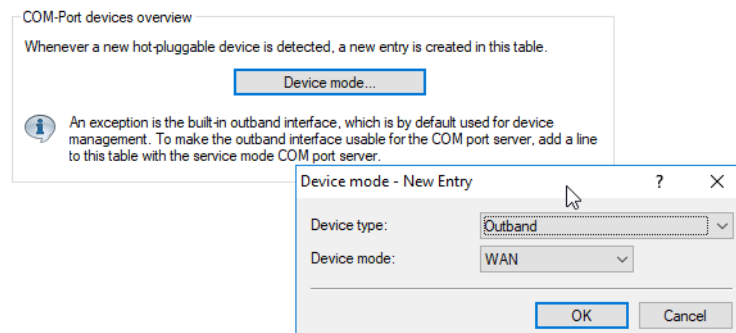 COM-Port devices overview
Whenever a new hot-pluggable device is detected, a new entry is created in this table.
Device mode...
An exception is the built-in outband interface, which is by default used for device
management. To make the outband interface usable for the COM port server, add a line
to this table with the service mode COM port server.
Device mode - New Entry
?
Device type:
Outband
Device mode:
WAN
OK
Cancel